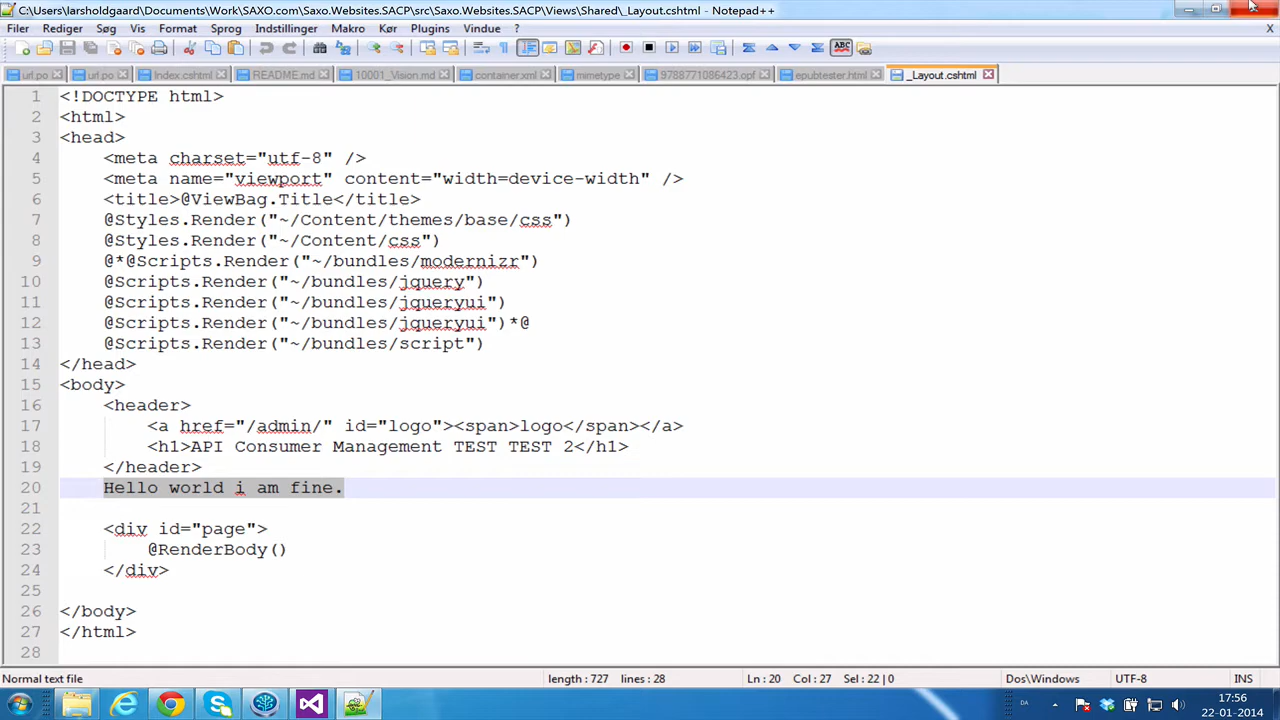 C:\Users\larsholdgaard\Documents\Work\SAXO.com\Saxo.Websites.SACP\src\Saxo.Websites.SACP\Views\Shared\_Layout.cshtml - Notepad++
Filer Rediger Søg Vis Format Sprog Indstillinger Makro Kør Plugins Vindue ?
url.po url.po Index.cshtml README.md 10001_Vision.md container.xml mimetype 9788771086423.opf epubtester.html _Layout.cshtml
1 <!DOCTYPE html>
2 <html>
3 <head>
4 <meta charset="utf-8" />
5 <meta name="viewport" content="width=device-width" />
6 <title>@ViewBag.Title</title>
7 @Styles.Render("~/Content/themes/base/css")
8 @Styles.Render("~/Content/css")
9 @*@Scripts.Render("~/bundles/modernizr")
10 @Scripts.Render("~/bundles/jquery")
11 @Scripts.Render("~/bundles/jqueryui")
12 @Scripts.Render("~/bundles/jqueryui")*@
13 @Scripts.Render("~/bundles/script")
14 </head>
15 <body>
16 <header>
17 <a href="/admin/" id="logo"><span>logo</span></a>
18 <h1>API Consumer Management TEST TEST 2</h1>
19 </header>
20 Hello world i am fine.
21
22 <div id="page">
23 @RenderBody()
24 </div>
25
26 </body>
27 </html>
28
Normal text file length : 727 lines : 28 Ln : 20 Col : 27 Sel : 22 | 0 Dos\Windows UTF-8 INS
DA 17:56
22-01-2014